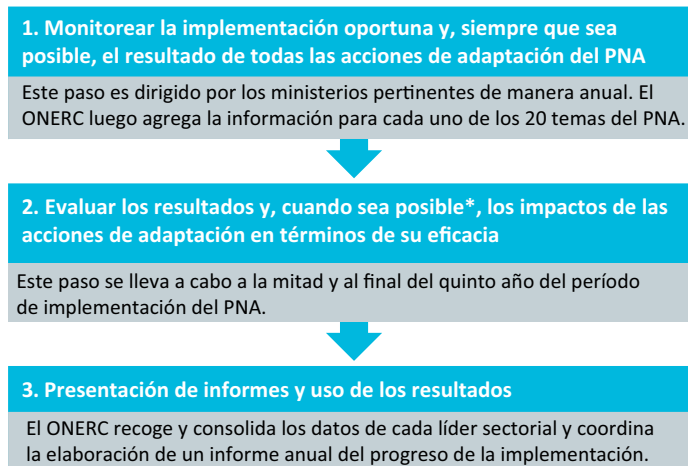 1. Monitorear la implementación oportuna y, siempre que sea
posible, el resultado de todas las acciones de adaptación del PNA
Este paso es dirigido por los ministerios pertinentes de manera anual. El
ONERC luego agrega la información para cada uno de los 20 temas del PNA.
2. Evaluar los resultados y, cuando sea posible*, los impactos de las
acciones de adaptación en términos de su eficacia
Este paso se lleva a cabo a la mitad y al final del quinto año del período
de implementación del PNA.
3. Presentación de informes y uso de los resultados
El ONERC recoge y consolida los datos de cada líder sectorial y coordina
la elaboración de un informe anual del progreso de la implementación.